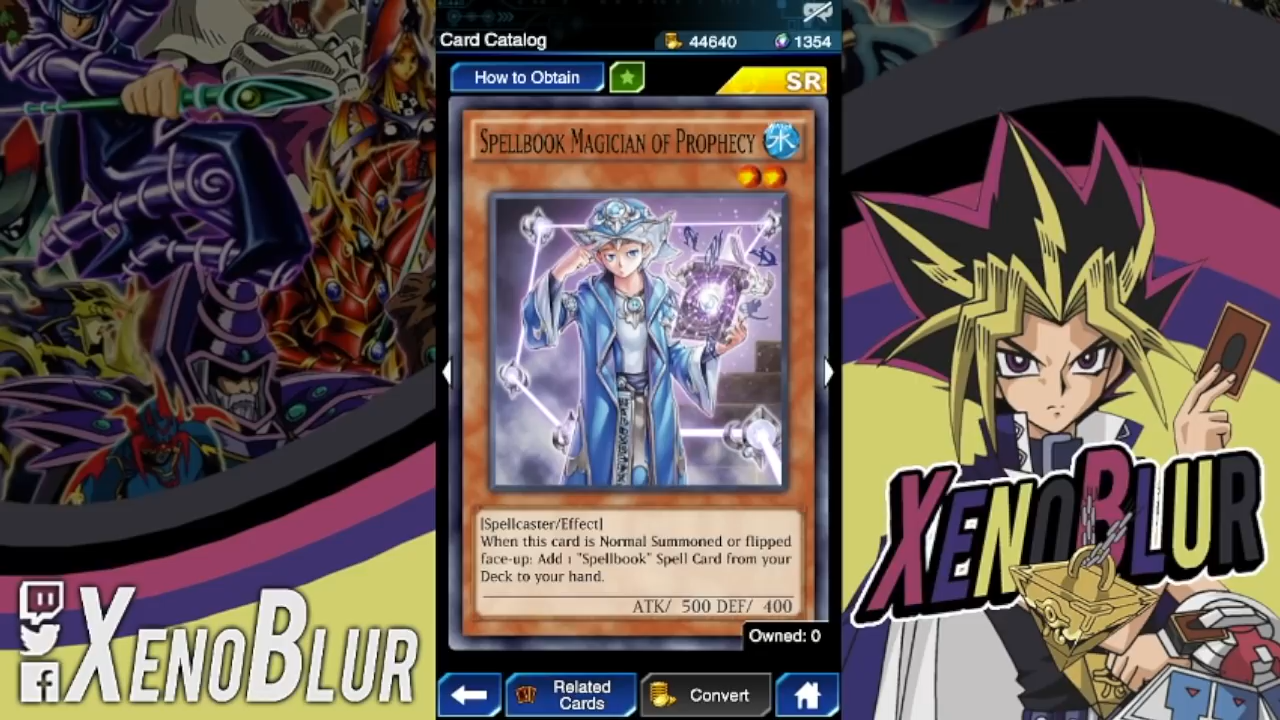 Card Catalog
44640
1354
How to Obtain
SR
SPELLBOOK MAGICIAN OF PROPHECY
水
[Spellcaster/Effect]
When this card is Normal Summoned or flipped
face-up: Add 1 "Spellbook" Spell Card from your
Deck to your hand.
ATK/ 500 DEF/ 400
Owned: 0
Related
Cards
Convert
XENOBLUR
XENOBLUR